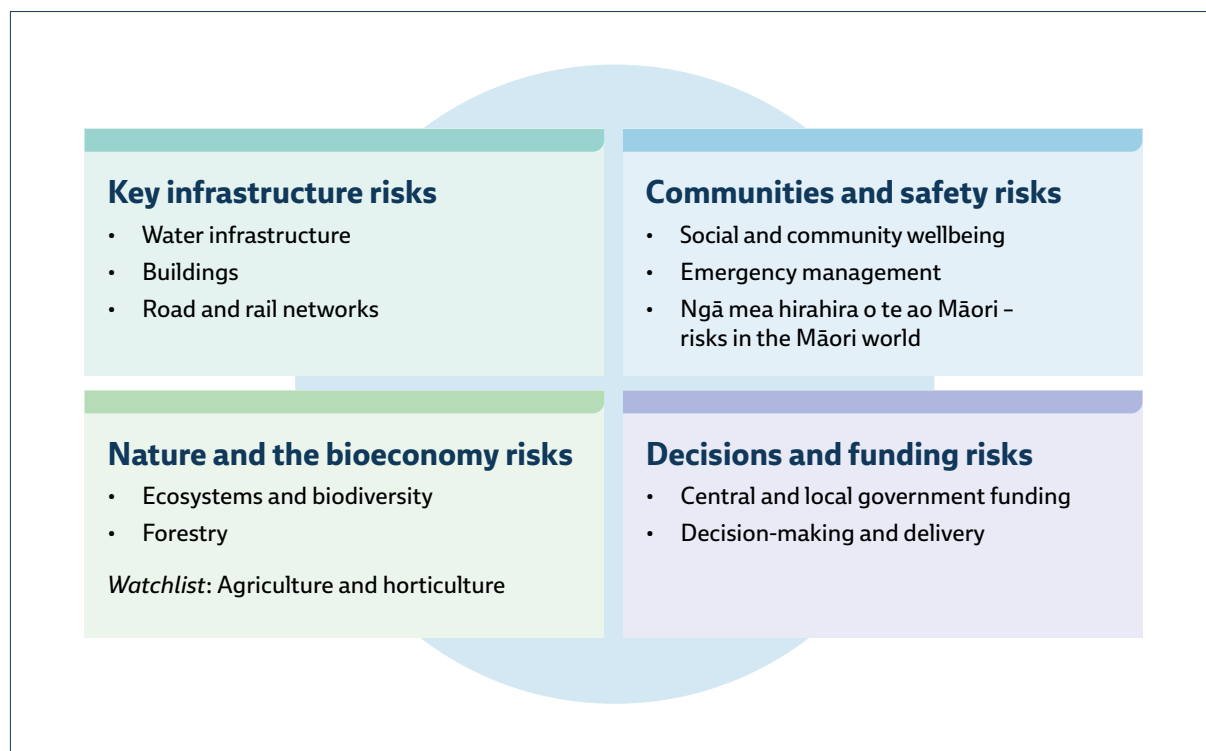 Key infrastructure risks
• Water infrastructure
• Buildings
• Road and rail networks
Communities and safety risks
• Social and community wellbeing
• Emergency management
• Ngā mea hirahira o te ao Māori –
risks in the Māori world
Nature and the bioeconomy risks
• Ecosystems and biodiversity
• Forestry
Watchlist: Agriculture and horticulture
Decisions and funding risks
• Central and local government funding
• Decision-making and delivery